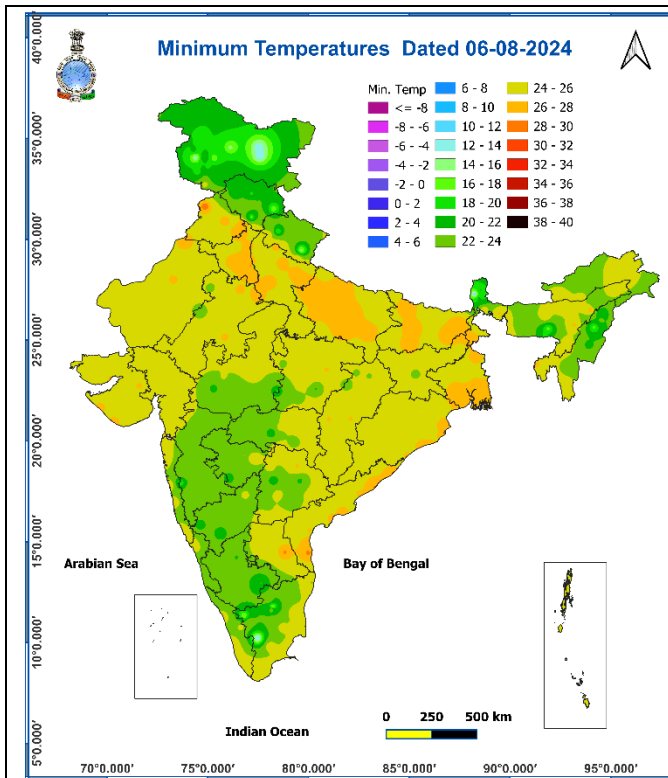 Minimum Temperatures Dated 06-08-2024
Min. Temp
<= -8
-8 - -6
-6 - -4
-4 - -2
-2 - 0
0 - 2
2 - 4
4 - 6
6 - 8
8 - 10
10 - 12
12 - 14
14 - 16
16 - 18
18 - 20
20 - 22
22 - 24
24 - 26
26 - 28
28 - 30
30 - 32
32 - 34
34 - 36
36 - 38
38 - 40
40°0.000'
35°0.000'
30°0.000'
25°0.000'
20°0.000'
15°0.000'
10°0.000'
5°0.000'
Arabian Sea
Bay of Bengal
Indian Ocean
0 250 500 km
70°0.000' 75°0.000' 80°0.000' 85°0.000' 90°0.000' 95°0.000'